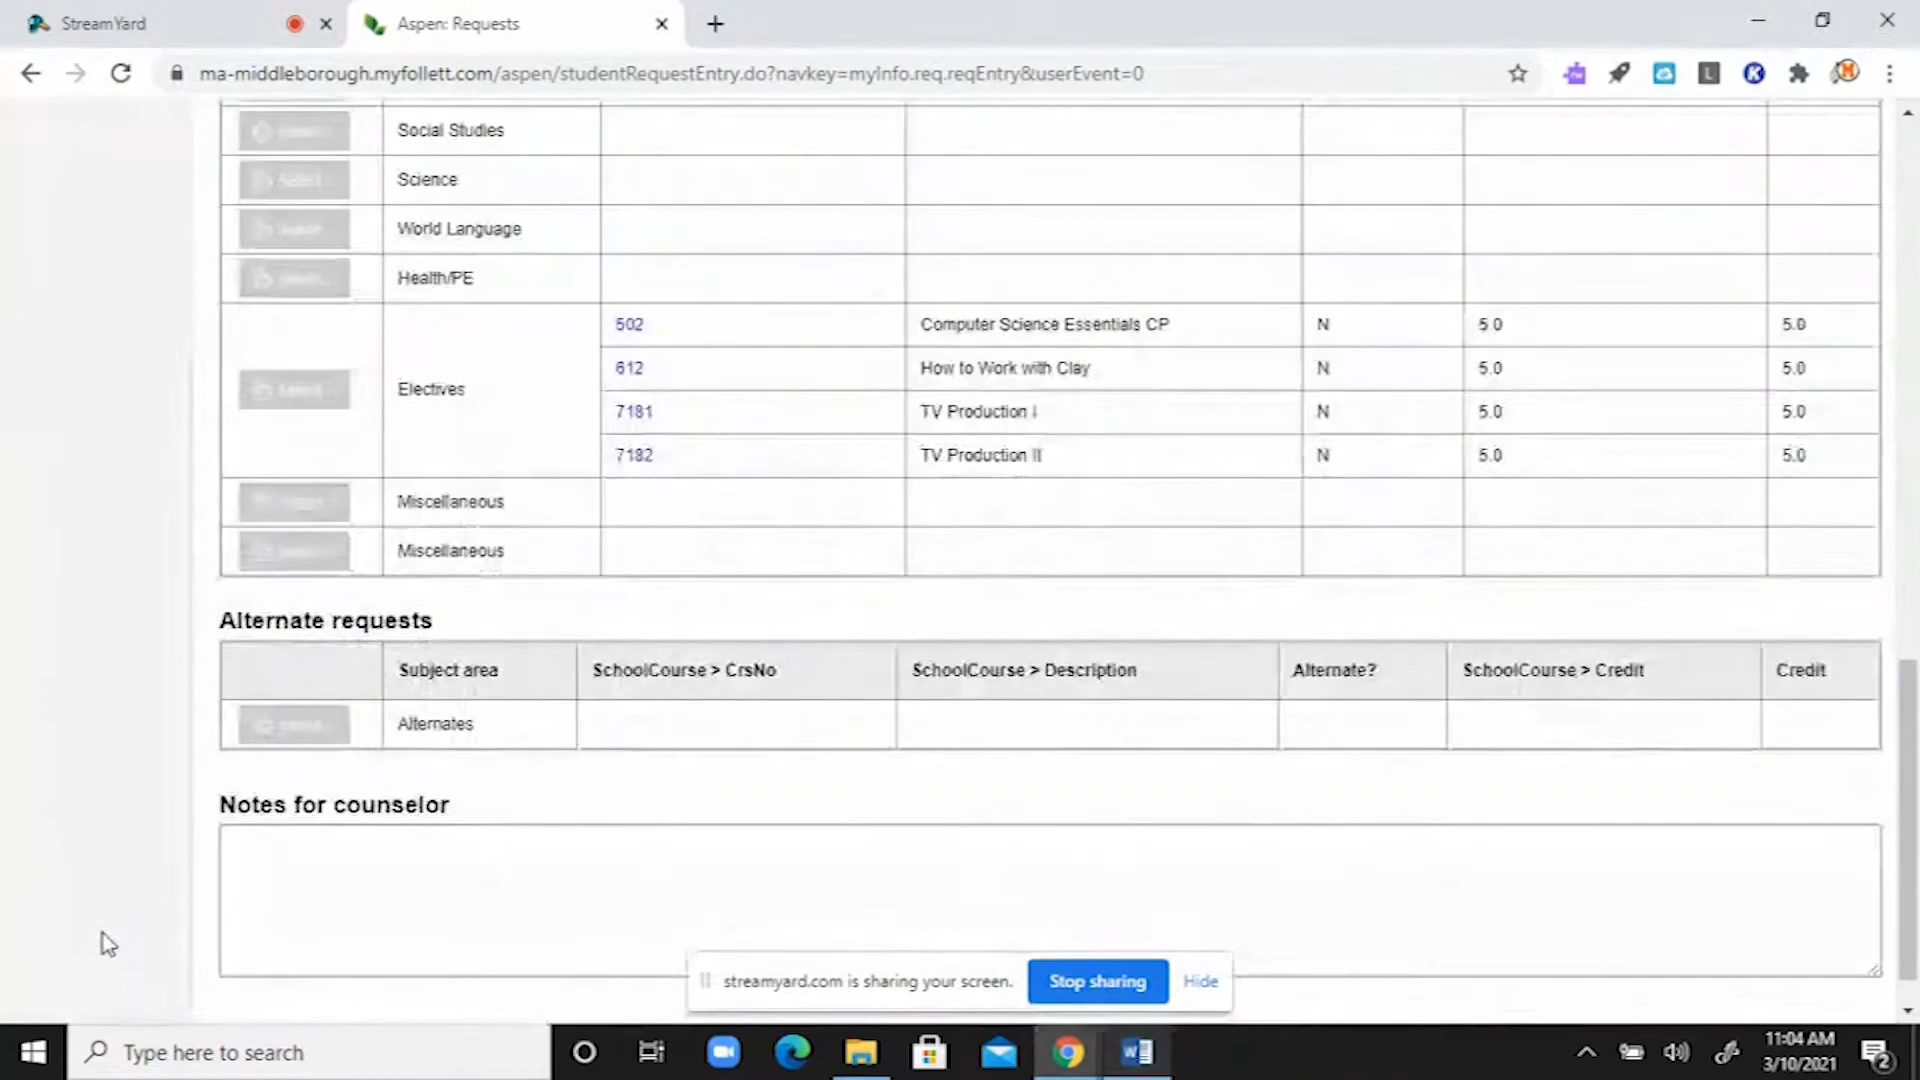 StreamYard
Aspen: Requests
ma-middleborough.myfollett.com/aspen/studentRequestEntry.do?navkey=myInfo.req.reqEntry&userEvent=0
Social Studies
Science
World Language
Health/PE
Electives
502 Computer Science Essentials CP N 5.0 5.0
612 How to Work with Clay N 5.0 5.0
7181 TV Production I N 5.0 5.0
7182 TV Production II N 5.0 5.0
Miscellaneous
Miscellaneous
Alternate requests
Subject area SchoolCourse > CrsNo SchoolCourse > Description Alternate? SchoolCourse > Credit Credit
Alternates
Notes for counselor
streamyard.com is sharing your screen. Stop sharing Hide
Type here to search
11:04 AM
3/10/2021
2